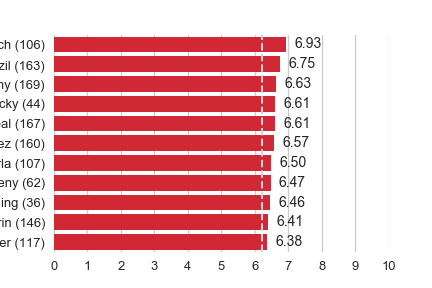 ch (106) 6.93
zil (163) 6.75
ny (169) 6.63
cky (44) 6.61
eal (167) 6.61
ez (160) 6.57
rla (107) 6.50
eny (62) 6.47
ing (36) 6.46
rin (146) 6.41
er (117) 6.38
0 1 2 3 4 5 6 7 8 9 10